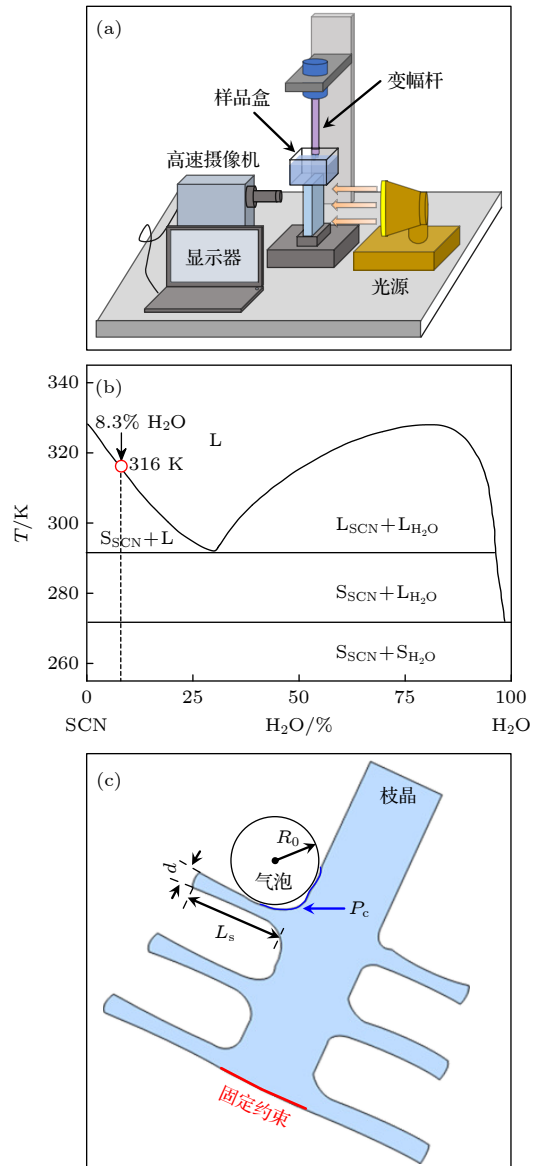 (a)
变幅杆
样品盒
高速摄像机
显示器
光源
(b)
340
8.3% H₂O
L
320
316 K
T/K
300
S_SCN+L
L_SCN+L_H₂O
280
S_SCN+L_H₂O
260
S_SCN+S_H₂O
0 25 50 75 100
SCN H₂O/% H₂O
(c)
枝晶
R₀
气泡
d
P_c
L_s
固定约束